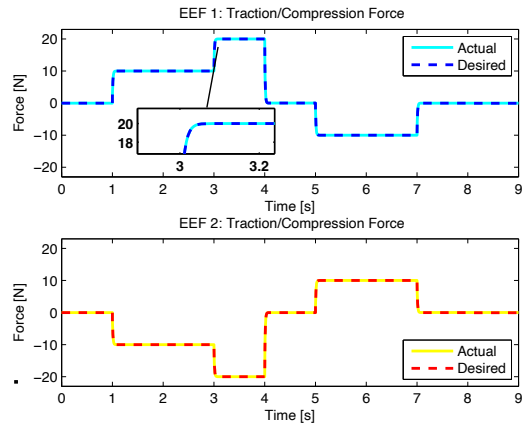 EEF 1: Traction/Compression Force
Force [N]
20
10
0
−10
−20
Actual
Desired
20
18
3
3.2
0 1 2 3 4 5 6 7 8 9
Time [s]
EEF 2: Traction/Compression Force
Force [N]
20
10
0
−10
−20
Actual
Desired
0 1 2 3 4 5 6 7 8 9
Time [s]